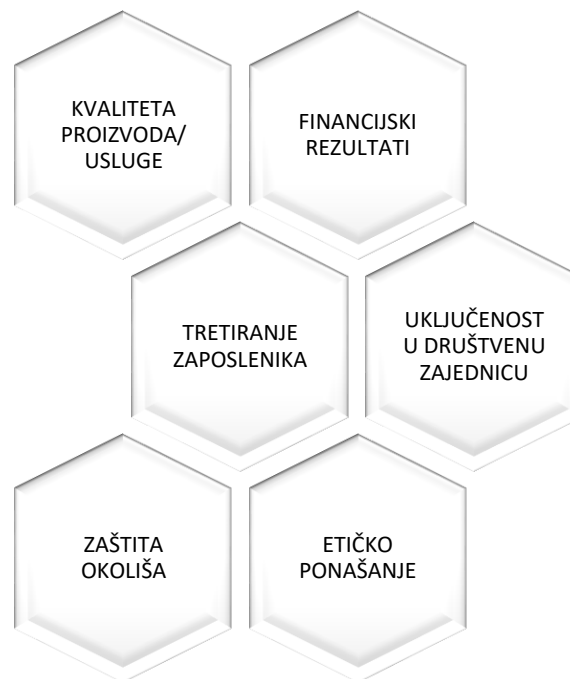 KVALITETA
PROIZVODA/
USLUGE
FINANCIJSKI
REZULTATI
TRETIRANJE
ZAPOSLENIKA
UKLJUČENOST
U DRUŠTVENU
ZAJEDNICU
ZAŠTITA
OKOLIŠA
ETIČKO
PONAŠANJE